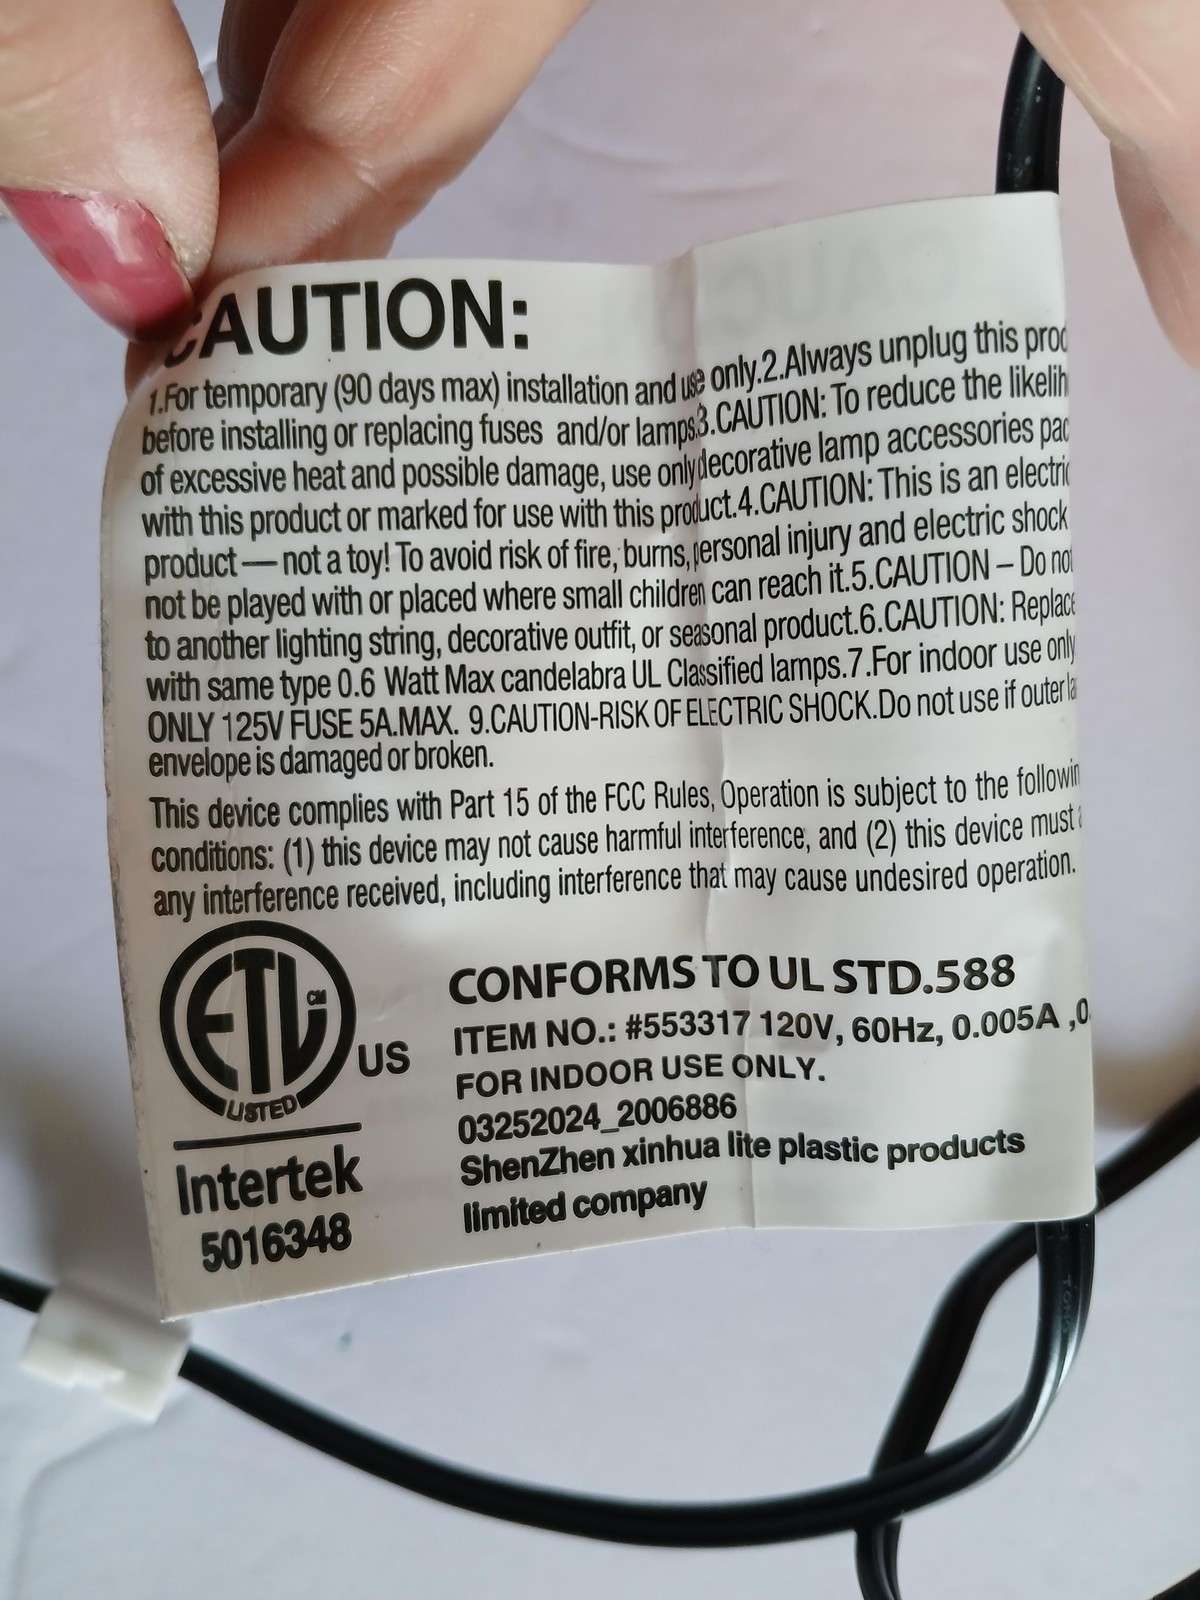 CAUTION:
1.For temporary (90 days max) installation and use only.2.Always unplug this prod
before installing or replacing fuses and/or lamps.3.CAUTION: To reduce the likelih
of excessive heat and possible damage, use only decorative lamp accessories pac
with this product or marked for use with this product.4.CAUTION: This is an electric
product — not a toy! To avoid risk of fire, burns, personal injury and electric shock
not be played with or placed where small children can reach it.5.CAUTION – Do not
to another lighting string, decorative outfit, or seasonal product.6.CAUTION: Replace
with same type 0.6 Watt Max candelabra UL Classified lamps.7.For indoor use only
ONLY 125V FUSE 5A.MAX. 9.CAUTION-RISK OF ELECTRIC SHOCK.Do not use if outer la
envelope is damaged or broken.
This device complies with Part 15 of the FCC Rules, Operation is subject to the followin
conditions: (1) this device may not cause harmful interference, and (2) this device must a
any interference received, including interference that may cause undesired operation.
ETL CM
LISTED
US
Intertek
5016348
CONFORMS TO UL STD.588
ITEM NO.: #553317 120V, 60Hz, 0.005A ,0.
FOR INDOOR USE ONLY.
03252024_2006886
ShenZhen xinhua lite plastic products
limited company